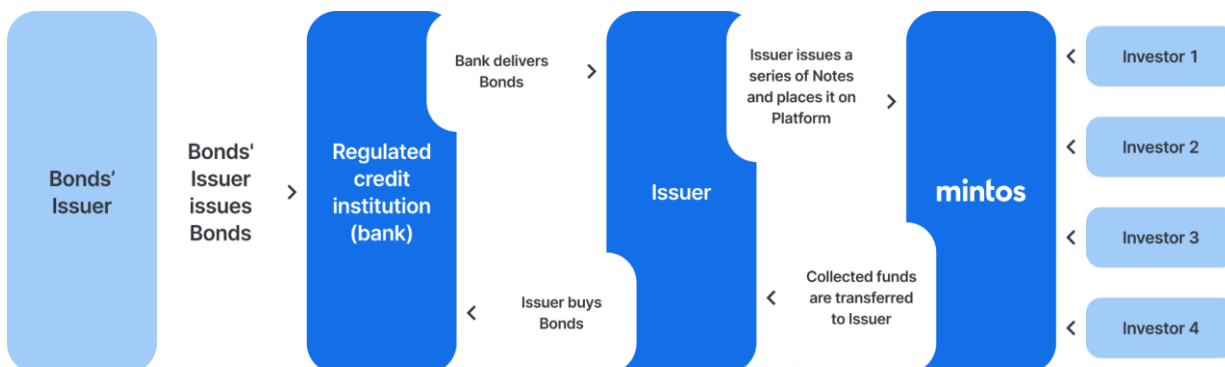 Bonds'
Issuer
Bonds'
Issuer
issues
Bonds
Regulated
credit
institution
(bank)
Bank delivers
Bonds
Issuer buys
Bonds
Issuer
Issuer issues a
series of Notes
and places it on
Platform
Collected funds
are transferred
to Issuer
mintos
Investor 1
Investor 2
Investor 3
Investor 4